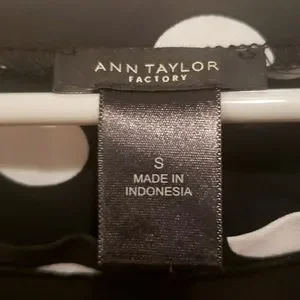 ANN TAYLOR
FACTORY
S
MADE IN
INDONESIA